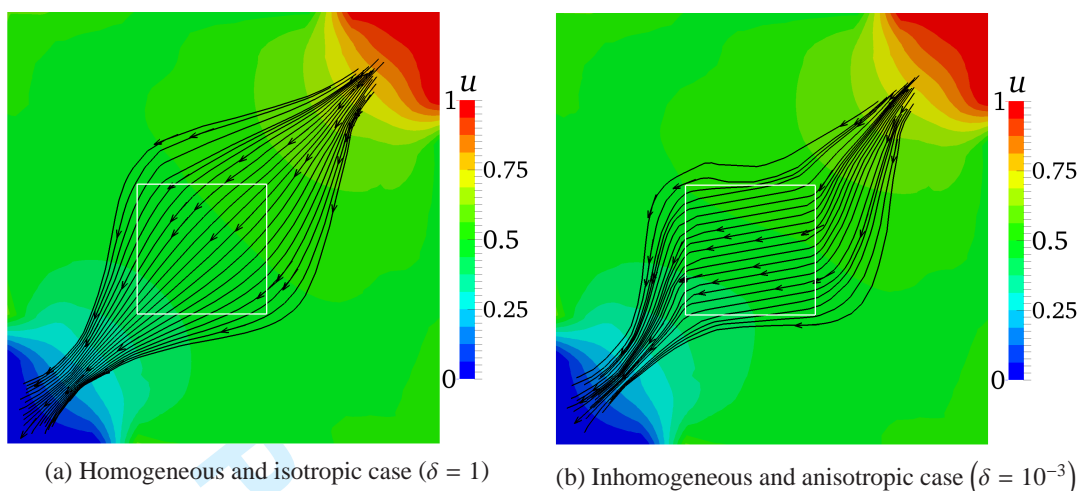 u
1
0.75
0.5
0.25
0
u
1
0.75
0.5
0.25
0
(a) Homogeneous and isotropic case (δ = 1)
(b) Inhomogeneous and anisotropic case (δ = 10⁻³)